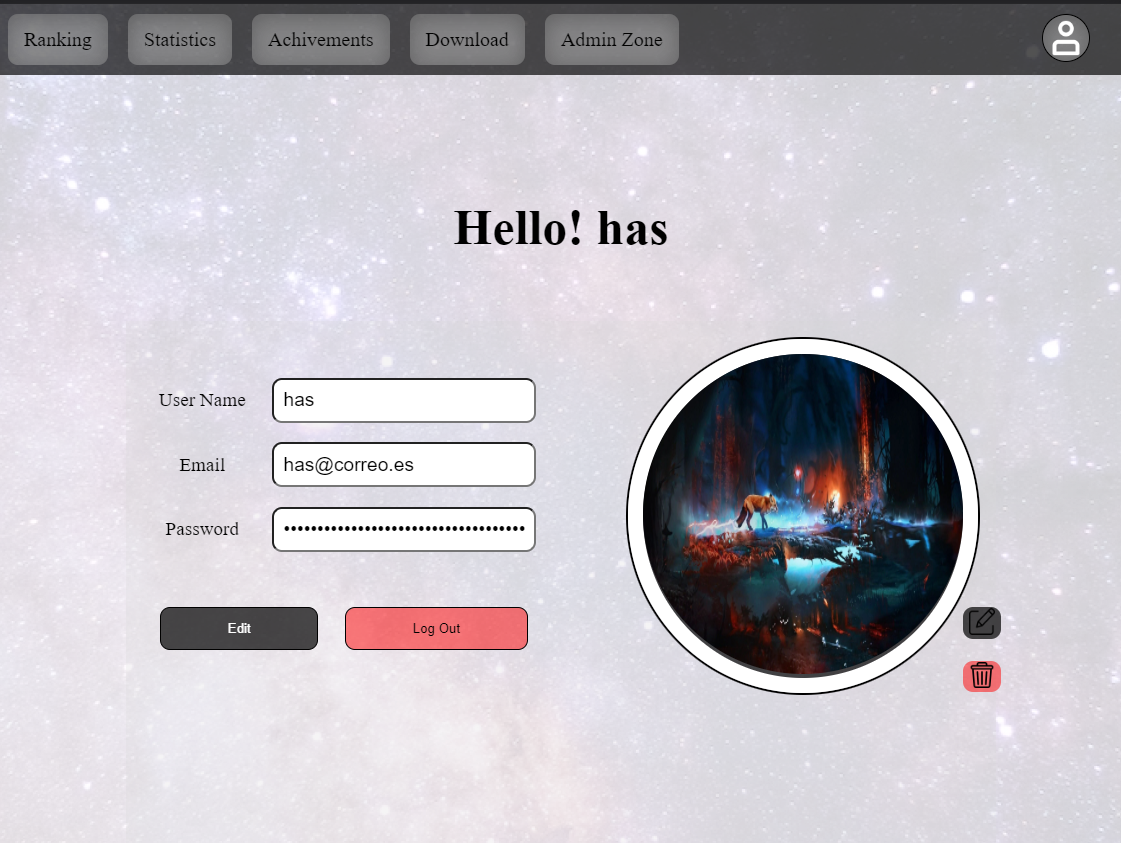 Ranking Statistics Achivements Download Admin Zone
Hello! has
User Name has
Email has@correo.es
Password ••••••••••••••••••••••••••••••••••••
Edit Log Out